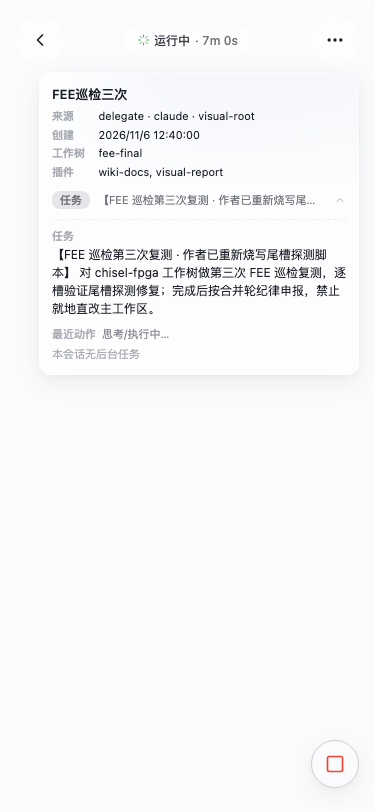 运行中 · 7m 0s
FEE巡检三次
来源 delegate · claude · visual-root
创建 2026/11/6 12:40:00
工作树 fee-final
插件 wiki-docs, visual-report
任务 【FEE 巡检第三次复测 · 作者已重新烧写尾...
任务
【FEE 巡检第三次复测 · 作者已重新烧写尾槽探测脚
本】 对 chisel-fpga 工作树做第三次 FEE 巡检复测，逐
槽验证尾槽探测修复；完成后按合并轮纪律申报，禁止
就地直改主工作区。
最近动作 思考/执行中...
本会话无后台任务